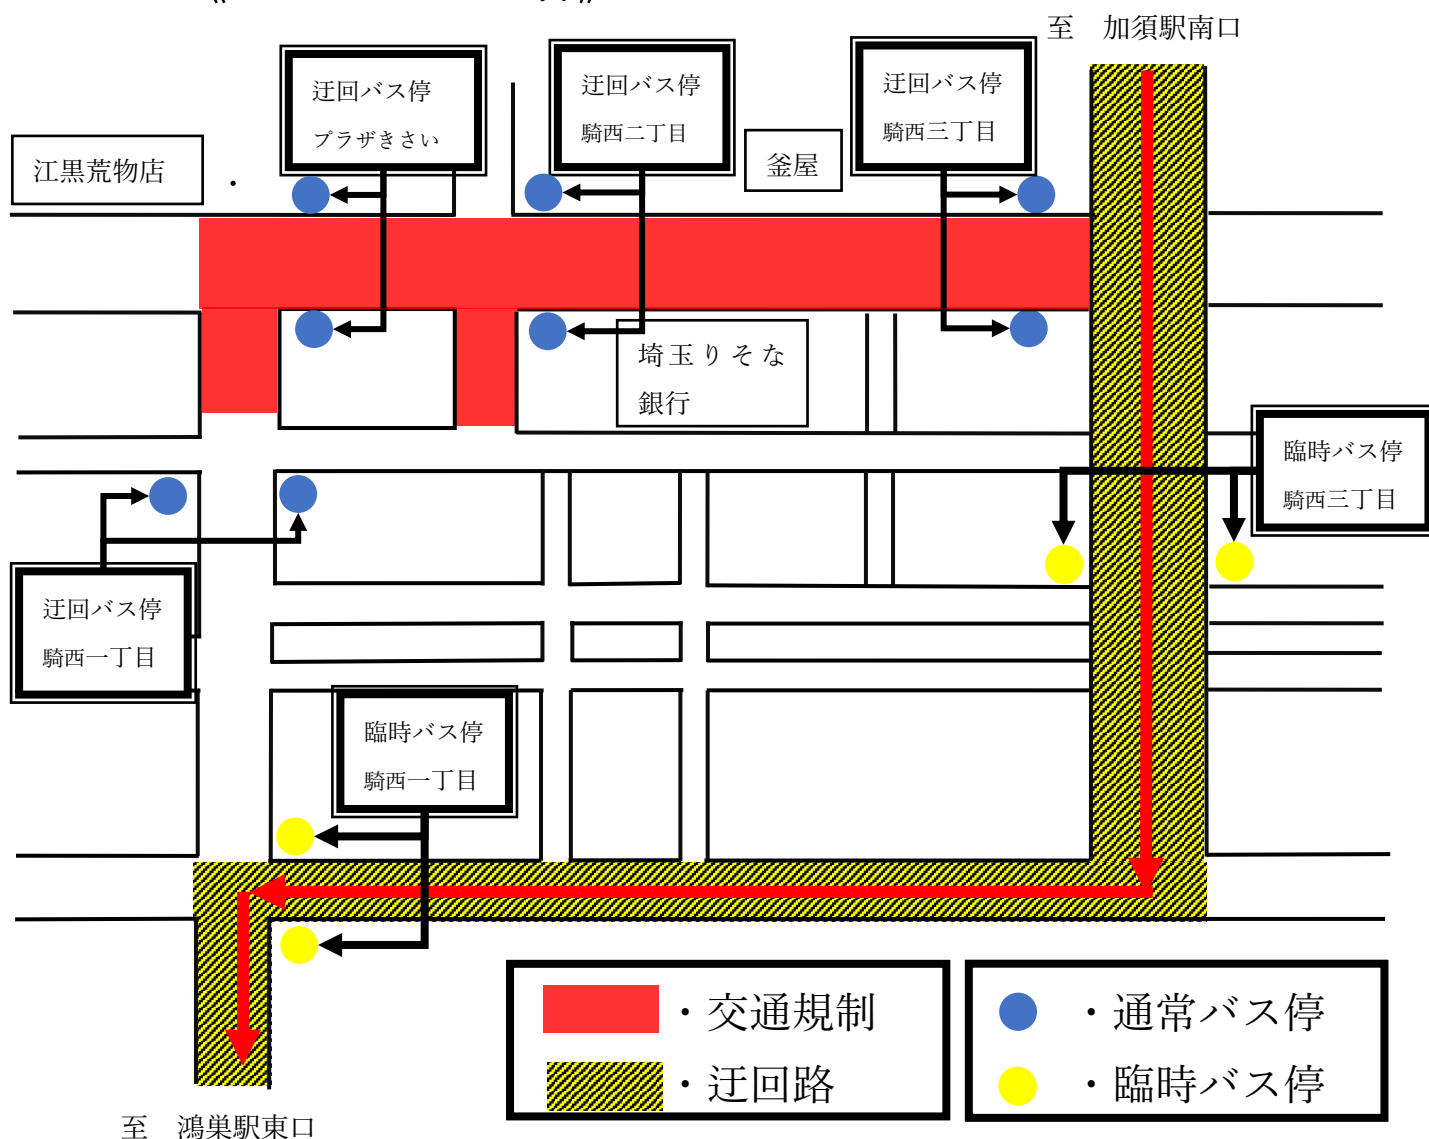 至　加須駅南口
迂回バス停
プラザきさい
迂回バス停
騎西二丁目
迂回バス停
騎西三丁目
江黒荒物店
・
釜屋
埼玉りそな
銀行
臨時バス停
騎西三丁目
迂回バス停
騎西一丁目
臨時バス停
騎西一丁目
・交通規制
・迂回路
・通常バス停
・臨時バス停
至　鴻巣駅東口